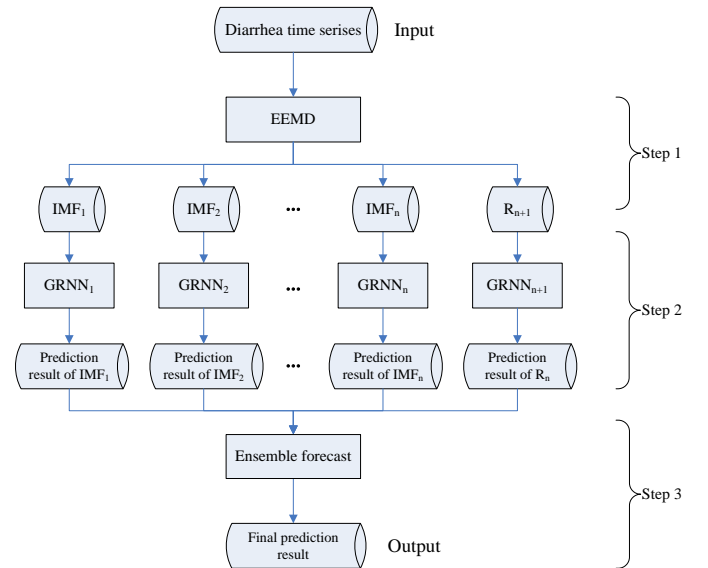 Diarrhea time serises
Input
EEMD
Step 1
IMF1
IMF2
...
IMFn
Rn+1
GRNN1
GRNN2
...
GRNNn
GRNNn+1
Step 2
Prediction
result of IMF1
Prediction
result of IMF2
...
Prediction
result of IMFn
Prediction
result of Rn
Ensemble forecast
Step 3
Final prediction
result
Output